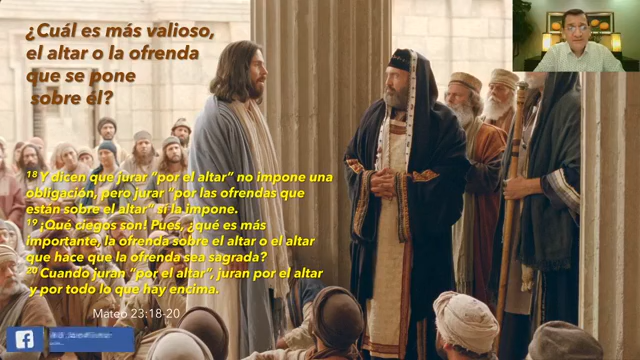 ¿Cuál es más valioso,
el altar o la ofrenda
que se pone
sobre él?
18 Y dicen que jurar “por el altar” no impone una
obligación, pero jurar “por las ofrendas que
están sobre el altar” sí la impone.
19 ¡Qué ciegos son! Pues, ¿qué es más
importante, la ofrenda sobre el altar o el altar
que hace que la ofrenda sea sagrada?
20 Cuando juran “por el altar”, juran por el altar
y por todo lo que hay encima.
Mateo 23:18-20
f